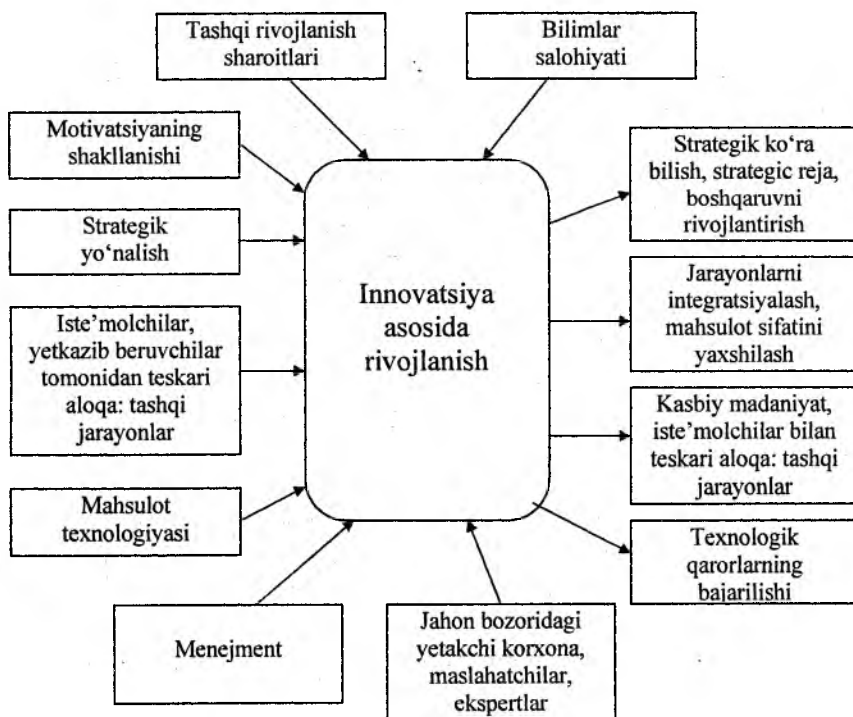 Tashqi rivojlanish
sharoitlari
Bilimlar
salohiyati
Motivatsiyaning
shakllanishi
Strategik
yo‘nalish
Iste’molchilar,
yetkazib beruvchilar
tomonidan teskari
aloqa: tashqi
jarayonlar
Mahsulot
texnologiyasi
Innovatsiya
asosida
rivojlanish
Strategik ko‘ra
bilish, strategic reja,
boshqaruvni
rivojlantirish
Jarayonlarni
integratsiyalash,
mahsulot sifatini
yaxshilash
Kasbiy madaniyat,
iste’molchilar bilan
teskari aloqa: tashqi
jarayonlar
Texnologik
qarorlarning
bajarilishi
Menejment
Jahon bozoridagi
yetakchi korxona,
maslahatchilar,
ekspertlar